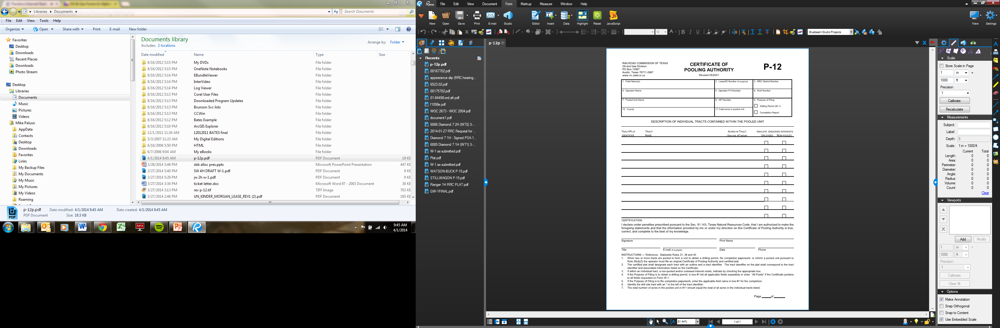 Libraries ▸ Documents ▸
Search Documents
File Edit View Tools Help
Organize Open Share with Print E-mail New folder
Favorites
Desktop
Downloads
Recent Places
Downloads
Photo Stream
Desktop
Libraries
Documents
Music
Pictures
Videos
Mike Paluso
AppData
Contacts
Desktop
Downloads
Favorites
Links
My Backup Files
My Documents
My Music
My Pictures
My Videos
Roaming
Documents library
Includes: 2 locations
Arrange by: Folder
Date modified Name Type Size
8/16/2012 5:15 PM My DVDs File folder
8/16/2012 5:15 PM OneNote Notebooks File folder
8/16/2012 5:14 PM EBundleViewer File folder
8/16/2012 5:14 PM InterVideo File folder
8/16/2012 5:14 PM Log Viewer File folder
8/16/2012 5:13 PM Corel User Files File folder
8/16/2012 5:13 PM Downloaded Program Updates File folder
8/16/2012 5:13 PM Brunson Svc lists File folder
8/16/2012 5:13 PM CCWin File folder
8/16/2012 5:12 PM Bates Example File folder
8/16/2012 5:10 PM ArcGIS Explorer File folder
12/1/2011 11:34 AM 12012011 BATES final File folder
5/3/2007 11:23 AM My Digital Editions File folder
6/16/2006 5:50 PM HTML File folder
6/7/2006 9:04 AM My eBooks File folder
4/1/2014 9:45 AM p-12p.pdf PDF Document 19 KB
3/28/2014 3:48 PM sbb alloc pres.pptx Microsoft PowerPoint Presentation 447 KB
3/27/2014 5:40 PM SW 4H DRAFT W-1.pdf PDF Document 9 KB
3/27/2014 5:29 PM jw 2h w-1.pdf PDF Document 9 KB
3/27/2014 3:34 PM ticket letter.doc Microsoft Word 97 - 2003 Document 30 KB
3/27/2014 3:13 PM rev p-12.tif TIFF Image 703 KB
3/27/2014 2:46 PM UN_KINDER_MORGAN_LEASE_REV1 (2).pdf PDF Document 185 KB
p-12p.pdf Date modified: 4/1/2014 9:45 AM Date created: 4/1/2014 9:45 AM
PDF Document Size: 18.5 KB
PDF
Juris
9:45 AM
4/1/2014
Revu File Edit View Document Form Markup Measure Window Help
New Open Save Print E-mail Studio Editor Insert Data Highlight Reset JavaScript View Settings
12 Bluebeam Studio Projects
p-12p
Recents
p-12p.pdf
00167702.pdf
appearance slip (RRC hearing...
6523.02.pdf
00175702.pdf
01-84498-ord.afr.pdf
f1098e.pdf
WOC 2673 - WOC 2804.pdf
document1.pdf
6886 Diamond 7 2H (W72) 3-...
2014-01-27 RRC Request for ...
Diamond 7 1H - Signed PSA-1...
6885 Diamond 7 1H (W71) 3-...
W-1 as submitted.pdf
Plat.pdf
W-1 as submitted.pdf
WATSON-BUCK P-15.pdf
STILLWAGON P-15.pdf
Ranger 1H RRC PLAT.pdf
GW-1FINAL.pdf
RAILROAD COMMISSION OF TEXAS
Oil and Gas Division
PO Box 12967
Austin, Texas 78711-2967
www.rrc.state.tx.us
CERTIFICATE OF
POOLING AUTHORITY
Revised 05/2001
P-12
1. Field Name(s) 2. Lease/ID Number (if assigned) 3. RRC District Number
4. Operator Name 5. Operator P-5 Number 6. Well Number
7. Pooled Unit Name 8. API Number 9. Purpose of Filing
Drilling Permit (W-1)
10. County 11.Total acres in pooled unit
Completion Report
DESCRIPTION OF INDIVIDUAL TRACTS CONTAINED WITHIN THE POOLED UNIT
TRACT/PLAT TRACT ACRES IN TRACT INDICATE UNDIVIDED INTERESTS
IDENTIFIER NAME (See inst. #7 below) UNLEASED NON-POOLED
CERTIFICATION:
I declare under penalties prescribed pursuant to the Sec. 91.143, Texas Natural Resources Code, that I am authorized to make the
foregoing statements and that the information provided by me or under my direction on this Certificate of Pooling Authority is true,
correct, and complete to the best of my knowledge.
Signature Print Name
Title E-mail (if available) Date Phone
INSTRUCTIONS — Reference: Statewide Rules 31, 38 and 40
1. When two or more tracts are pooled to form a unit to obtain a drilling permit, file completion paperwork, or reform a pooled unit pursuant to
Rule 38(d)(3) the operator must file an original Certificate of Pooling Authority and certified plat.
2. The certified plat shall designate each tract with an outline and a tract identifier. The tract identifier on the plat shall correspond to the tract
identifier and associated information listed on the Certificate.
3. If within an individual tract, a non-pooled and/or unleased interest exists, indicate by checking the appropriate box.
4. If the Purpose of Filing is to obtain a drilling permit, in box #1 list all applicable fields separately or enter "All Fields" if the Certificate pertains
to all fields requested on Form W-1.
5. If the Purpose of Filing is to file completion paperwork, enter the applicable field name in box #1 for the completion.
6. Identify the drill site tract with an * to the left of the tract identifier.
7. The total number of acres in the pooled unit in #11 should equal the total of all acres in the individual tracts listed.
Page ____of ____
81.44% 1 of 1
Scale
Store Scale in Page
1 in =
1000 ft
Precision
1
Calibrate
Recalculate
Measurements
Subject:
Label:
Depth: 8
Scale: 1 in = 1000 ft
Current Total
Length: 0 0
Area: 0 0
Perimeter: 0 0
Diameter: 0 0
Angle: 0 0
Radius: 0 0
Volume: 0 0
Count: 0 0
Clear
Viewports
Add Modify
1 in =
1000 ft
Precision
1
Calibrate
Clear All
Options
Make Annotation
Snap Orthogonal
Snap to Content
Use Embedded Scale